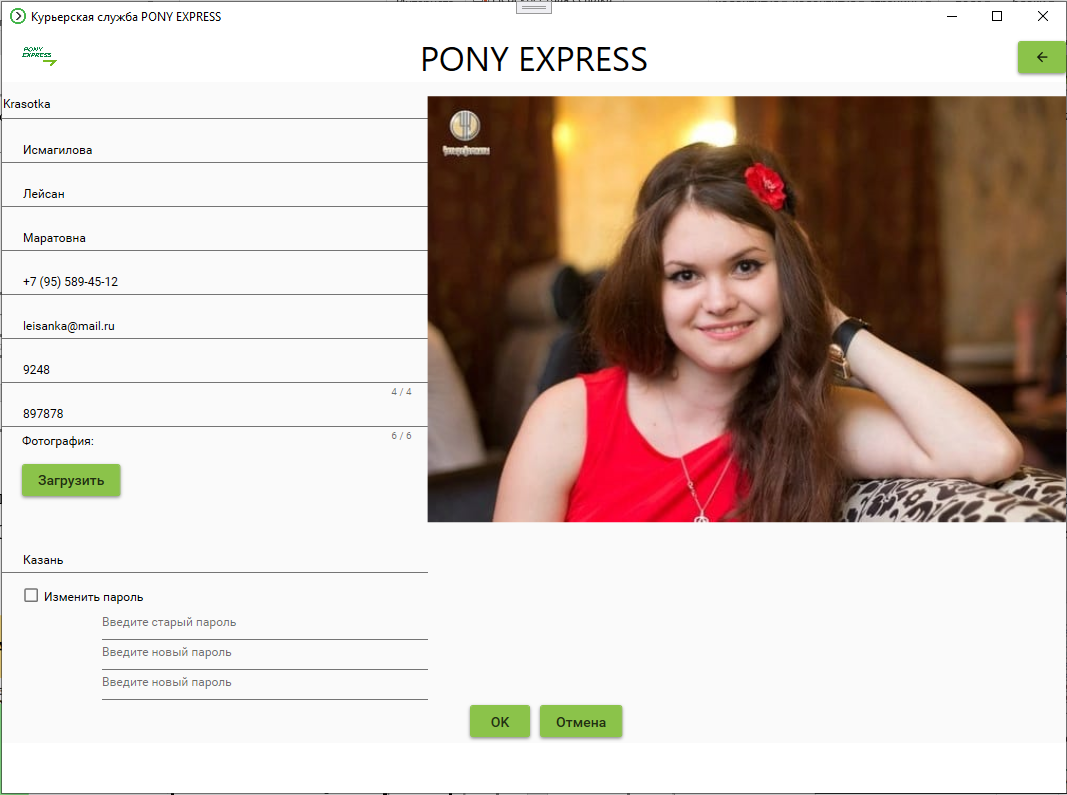 Курьерская служба PONY EXPRESS
PONY
EXPRESS
PONY EXPRESS
Krasotka
Исмагилова
Лейсан
Маратовна
+7 (95) 589-45-12
leisanka@mail.ru
9248
4 / 4
897878
6 / 6
Фотография:
Загрузить
Казань
Изменить пароль
Введите старый пароль
Введите новый пароль
Введите новый пароль
OK
Отмена